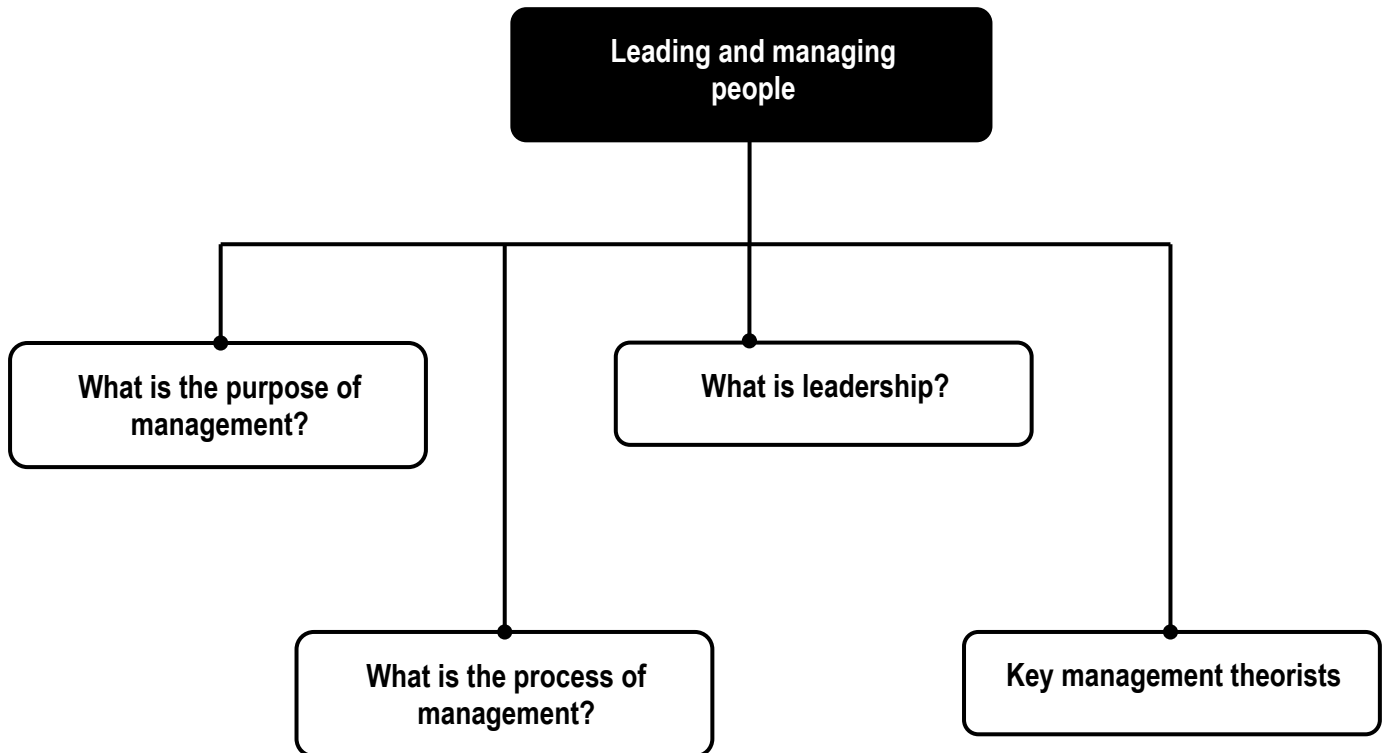 Leading and managing
people
What is the purpose of
management?
What is leadership?
What is the process of
management?
Key management theorists